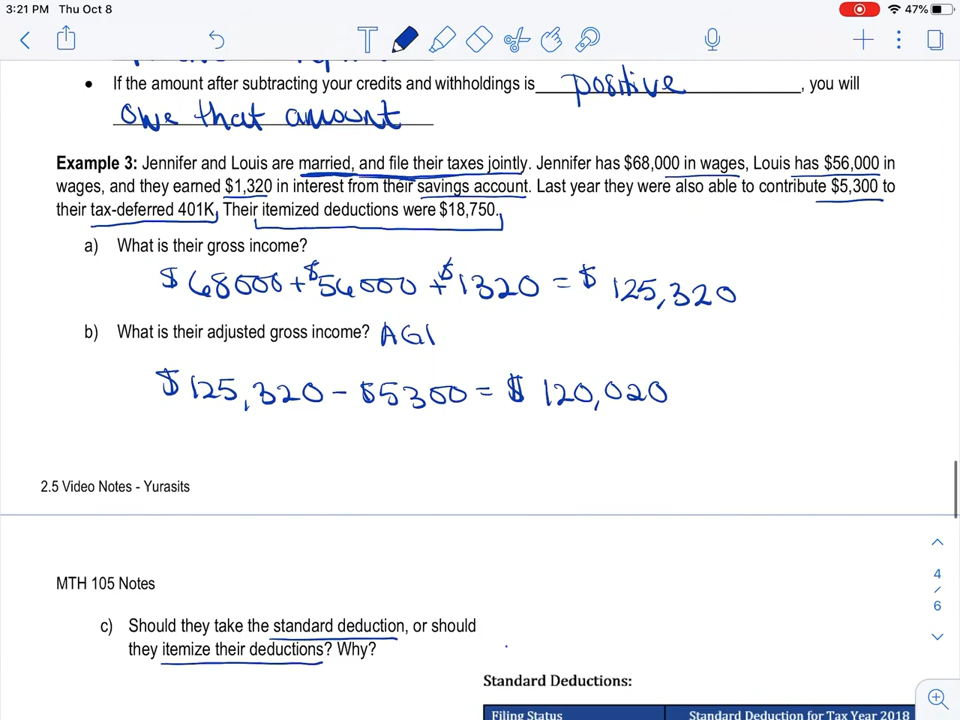 3:21 PM Thu Oct 8
47%
• If the amount after subtracting your credits and withholdings is positive, you will
owe that amount
Example 3: Jennifer and Louis are married, and file their taxes jointly. Jennifer has $68,000 in wages, Louis has $56,000 in
wages, and they earned $1,320 in interest from their savings account. Last year they were also able to contribute $5,300 to
their tax-deferred 401K. Their itemized deductions were $18,750.
a) What is their gross income?
$68000 + $56000 + $1320 = $125,320
b) What is their adjusted gross income? AGI
$125,320 - $5300 = $120,020
2.5 Video Notes - Yurasits
4
/
6
MTH 105 Notes
c) Should they take the standard deduction, or should
they itemize their deductions? Why?
Standard Deductions:
Filing Status Standard Deduction for Tax Year 2018